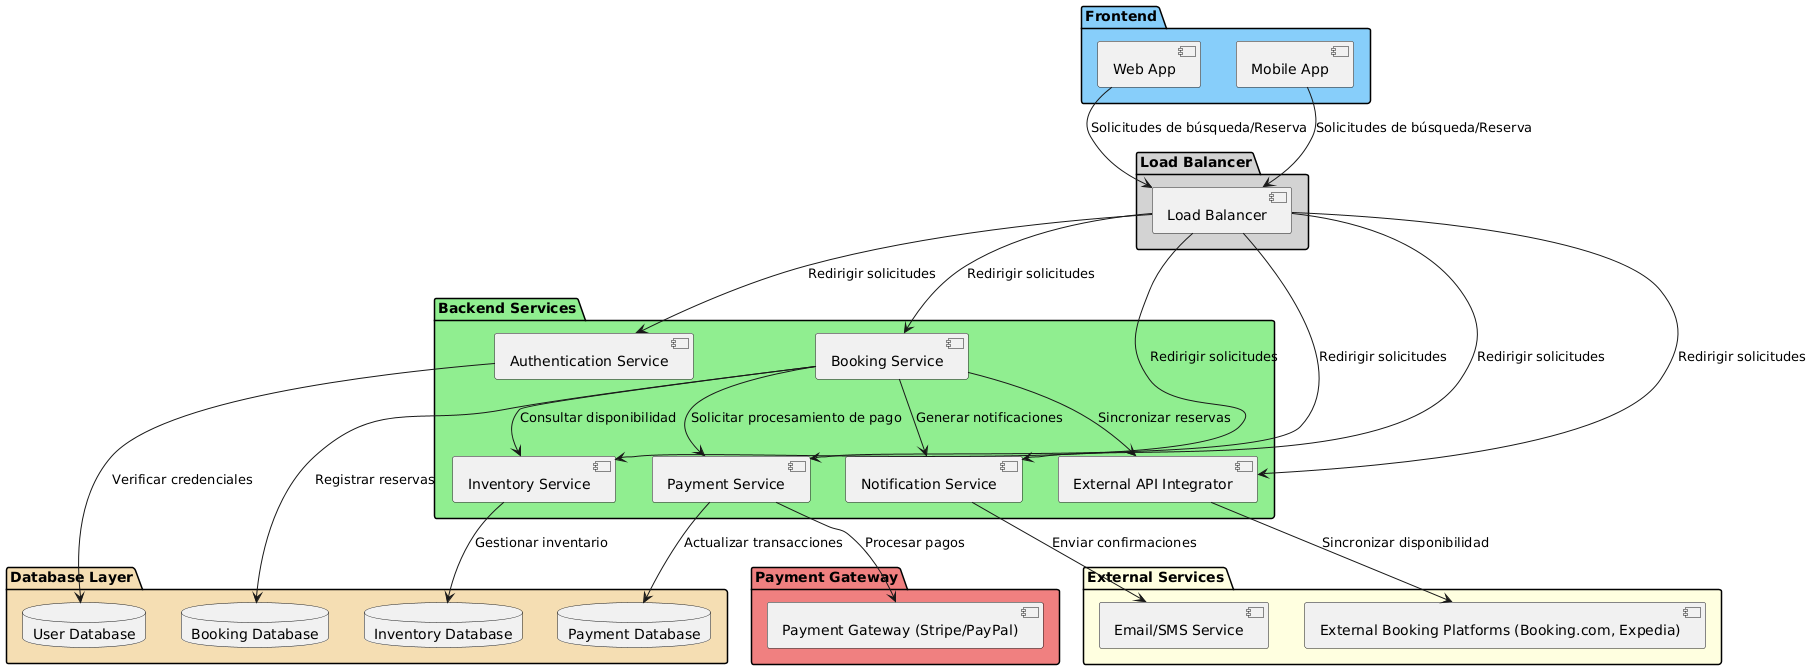 Frontend
Web App
Mobile App
Solicitudes de búsqueda/Reserva
Solicitudes de búsqueda/Reserva
Load Balancer
Load Balancer
Redirigir solicitudes
Redirigir solicitudes
Backend Services
Authentication Service
Booking Service
Redirigir solicitudes
Redirigir solicitudes
Redirigir solicitudes
Redirigir solicitudes
Consultar disponibilidad
Solicitar procesamiento de pago
Generar notificaciones
Sincronizar reservas
Verificar credenciales
Registrar reservas
Inventory Service
Payment Service
Notification Service
External API Integrator
Gestionar inventario
Actualizar transacciones
Procesar pagos
Enviar confirmaciones
Sincronizar disponibilidad
Database Layer
User Database
Booking Database
Inventory Database
Payment Database
Payment Gateway
Payment Gateway (Stripe/PayPal)
External Services
Email/SMS Service
External Booking Platforms (Booking.com, Expedia)